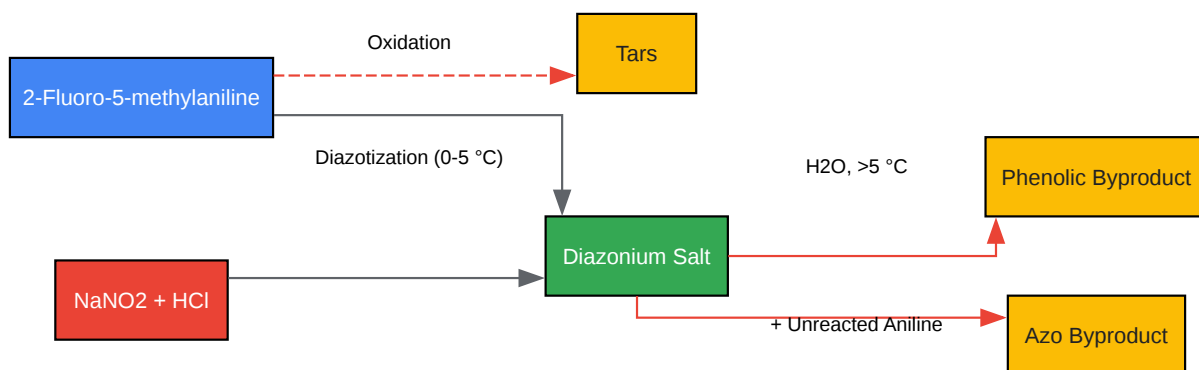 Oxidation
Tars
2-Fluoro-5-methylaniline
Diazotization (0-5 °C)
H2O, >5 °C
Phenolic Byproduct
Diazonium Salt
NaNO2 + HCl
+ Unreacted Aniline
Azo Byproduct